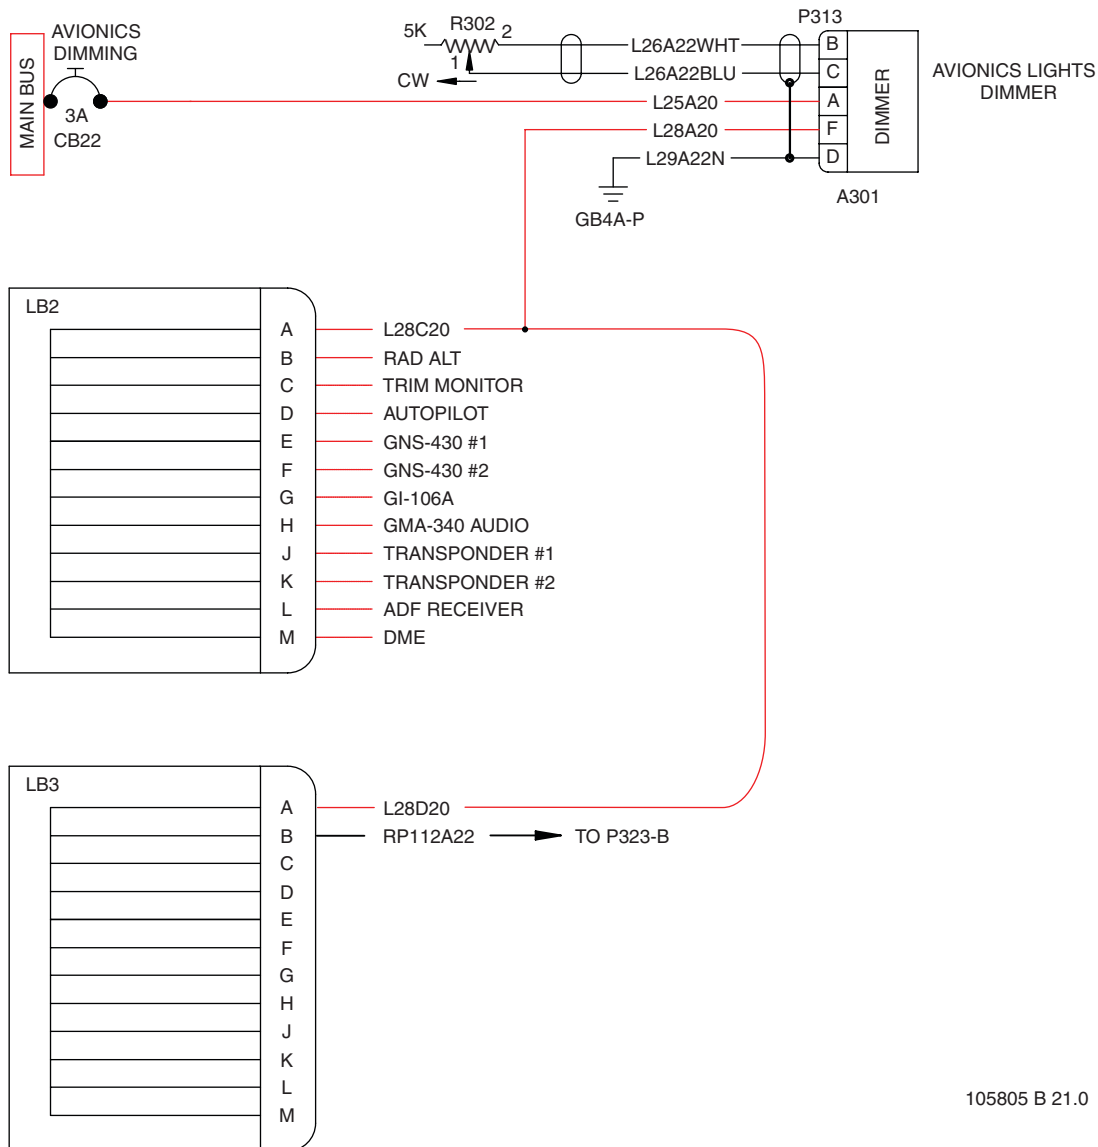 AVIONICS
DIMMING
MAIN BUS
3A
CB22
5K
R302
2
1
CW
L26A22WHT
L26A22BLU
L25A20
L28A20
L29A22N
GB4A-P
P313
B
C
A
F
D
DIMMER
A301
AVIONICS LIGHTS
DIMMER
LB2
A L28C20
B RAD ALT
C TRIM MONITOR
D AUTOPILOT
E GNS-430 #1
F GNS-430 #2
G GI-106A
H GMA-340 AUDIO
J TRANSPONDER #1
K TRANSPONDER #2
L ADF RECEIVER
M DME
LB3
A L28D20
B RP112A22 TO P323-B
C
D
E
F
G
H
J
K
L
M
105805 B 21.0